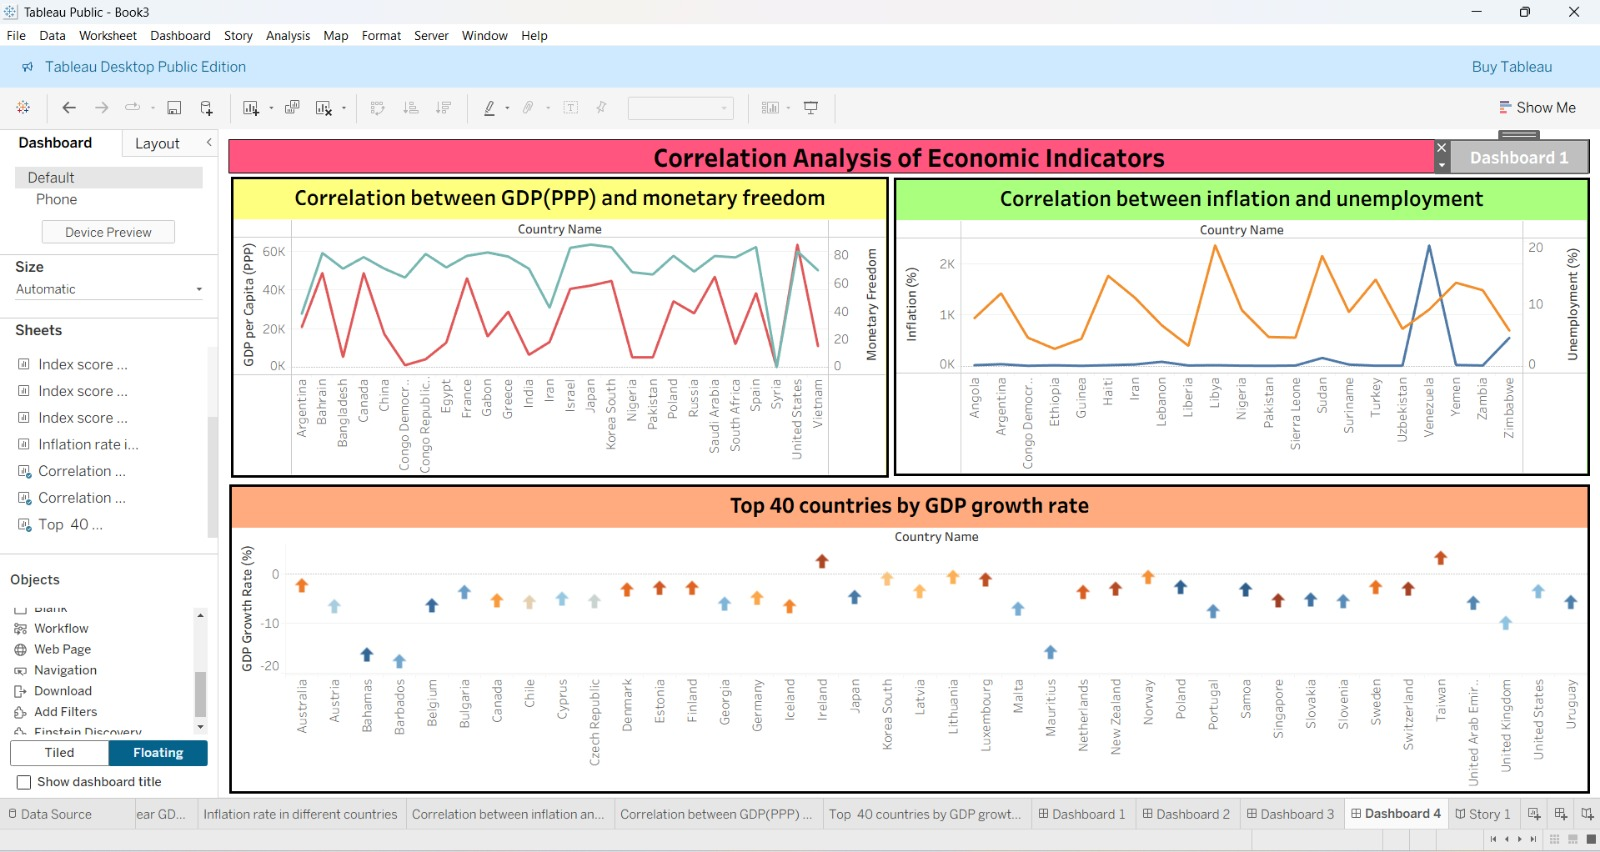 Tableau Public - Book3
File Data Worksheet Dashboard Story Analysis Map Format Server Window Help
Tableau Desktop Public Edition
Buy Tableau
Show Me
Dashboard
Layout
Default
Phone
Device Preview
Size
Automatic
Sheets
Index score ...
Index score ...
Index score ...
Inflation rate i...
Correlation ...
Correlation ...
Top 40 ...
Objects
Blank
Workflow
Web Page
Navigation
Download
Add Filters
Einstein Discovery
Tiled
Floating
Show dashboard title
Correlation Analysis of Economic Indicators
Dashboard 1
Correlation between GDP(PPP) and monetary freedom
Country Name
GDP per Capita (PPP)
60K
40K
20K
0K
80
60
40
20
0
Monetary Freedom
Argentina
Bahrain
Bangladesh
Canada
China
Congo Democr..
Congo Republic..
Egypt
France
Gabon
Greece
India
Iran
Israel
Japan
Korea South
Nigeria
Pakistan
Poland
Russia
Saudi Arabia
South Africa
Spain
Syria
United States
Vietnam
Correlation between inflation and unemployment
Country Name
Inflation (%)
2K
1K
0K
20
10
0
Unemployment (%)
Angola
Argentina
Congo Democr..
Ethiopia
Guinea
Haiti
Iran
Lebanon
Liberia
Libya
Nigeria
Pakistan
Sierra Leone
Sudan
Suriname
Turkey
Uzbekistan
Venezuela
Yemen
Zambia
Zimbabwe
Top 40 countries by GDP growth rate
Country Name
GDP Growth Rate (%)
0
-10
-20
Australia
Austria
Bahamas
Barbados
Belgium
Bulgaria
Canada
Chile
Cyprus
Czech Republic
Denmark
Estonia
Finland
Georgia
Germany
Iceland
Ireland
Japan
Korea South
Latvia
Lithuania
Luxembourg
Malta
Mauritius
Netherlands
New Zealand
Norway
Poland
Portugal
Samoa
Singapore
Slovakia
Slovenia
Sweden
Switzerland
Taiwan
United Arab Emir..
United Kingdom
United States
Uruguay
Data Source
ear GD...
Inflation rate in different countries
Correlation between inflation an...
Correlation between GDP(PPP) ...
Top 40 countries by GDP growt...
Dashboard 1
Dashboard 2
Dashboard 3
Dashboard 4
Story 1